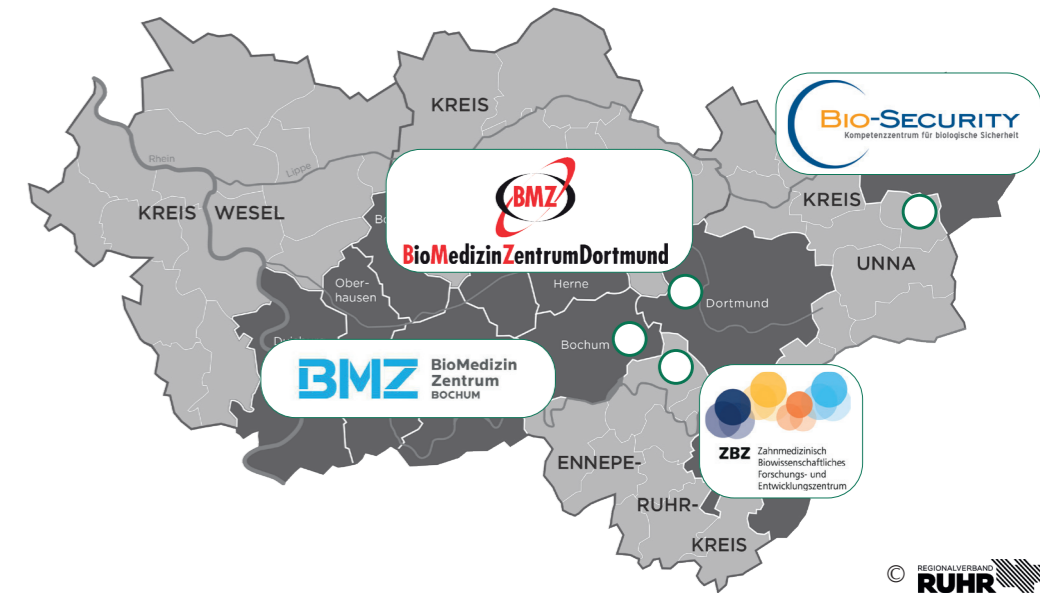 KREIS
BIO-SECURITY
Kompetenzzentrum für biologische Sicherheit
Rhein
Lippe
KREIS WESEL
BMZ
BioMedizinZentrumDortmund
KREIS
UNNA
Bo
Ober-
hausen
Herne
Dortmund
Bochum
BMZ
BioMedizin
Zentrum
BOCHUM
ZBZ
Zahnmedizinisch
Biowissenschaftliches
Forschungs- und
Entwicklungszentrum
ENNEPE-
RUHR-
KREIS
© REGIONALVERBAND
RUHR